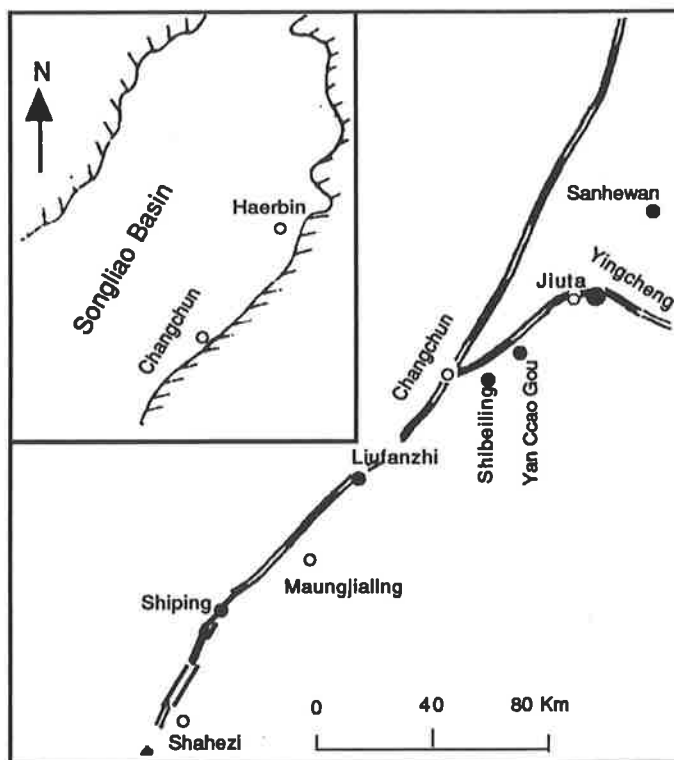 N
Songliao Basin
Haerbin
Changchun
Sanhewan
Jiuta
Yingcheng
Changchun
Shibeiling
Yan Ccao Gou
Liufanzhi
Maungjialing
Shiping
Shahezi
0 40 80 Km